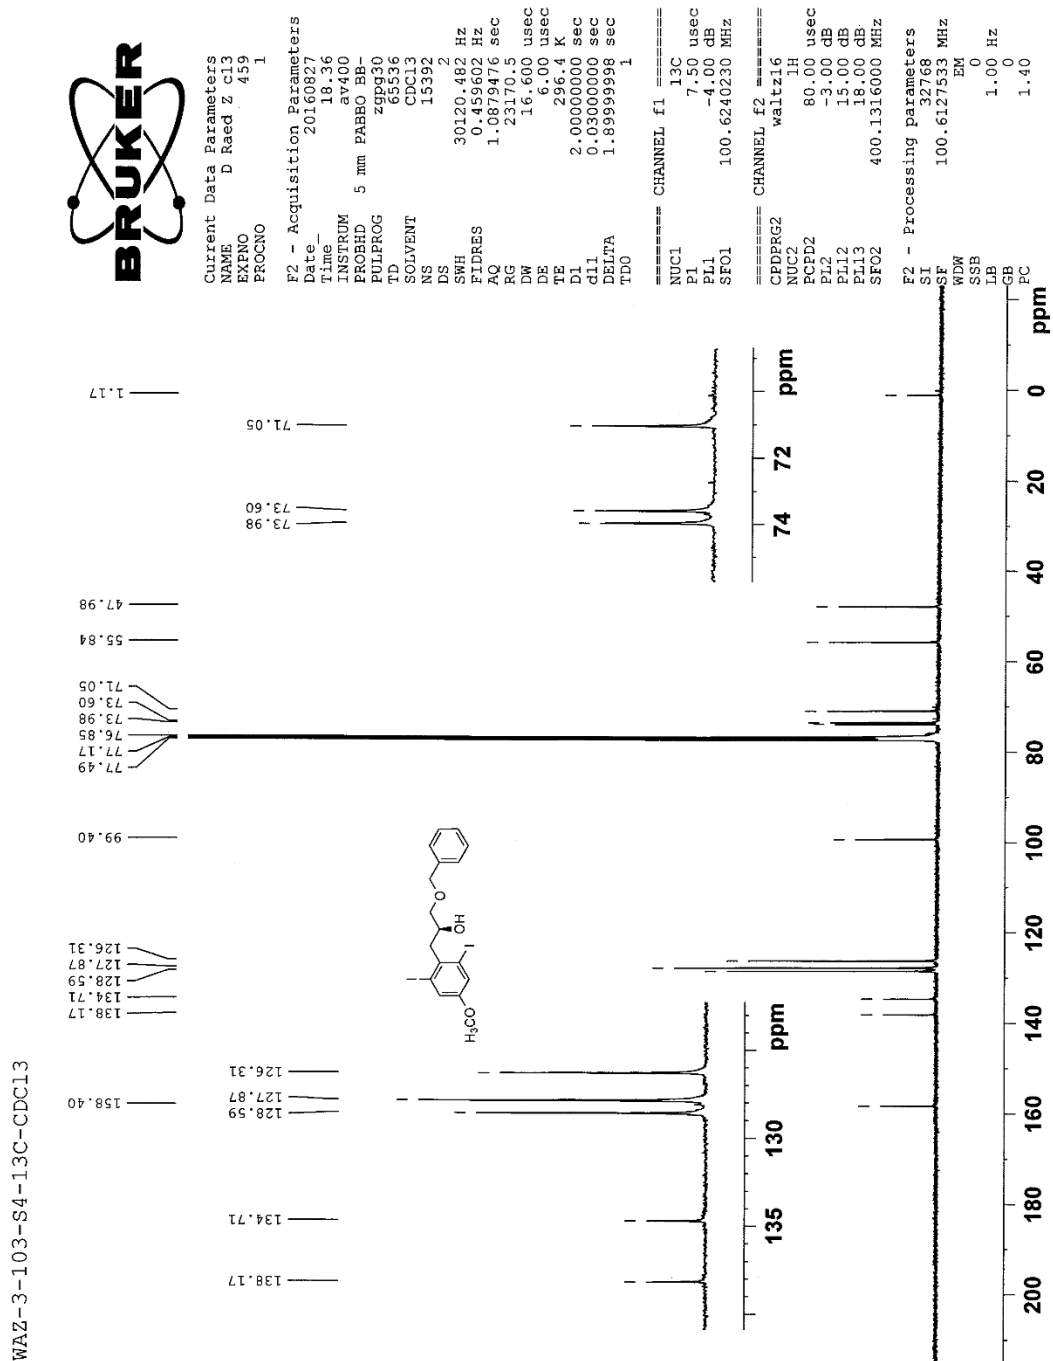 WAZ-3-103-S4-13C-CDCl3
BRUKER
Current Data Parameters
NAME D Raed Z c13
EXPNO 459
PROCNO 1
F2 - Acquisition Parameters
Date_ 20160827
Time 18.36
INSTRUM av400
PROBHD 5 mm PABBO BB-
PULPROG zgpg30
TD 65536
SOLVENT CDCl3
NS 15392
DS 2
SWH 30120.482 Hz
FIDRES 0.459602 Hz
AQ 1.0879476 sec
RG 23170.5
DW 16.600 usec
DE 6.00 usec
TE 296.4 K
D1 2.00000000 sec
d11 0.03000000 sec
DELTA 1.89999998 sec
TD0 1
======== CHANNEL f1 ========
NUC1 13C
P1 7.50 usec
PL1 -4.00 dB
SFO1 100.6240230 MHz
======== CHANNEL f2 ========
CPDPRG2 waltz16
NUC2 1H
PCPD2 80.00 usec
PL2 -3.00 dB
PL12 15.00 dB
PL13 18.00 dB
SFO2 400.1316000 MHz
F2 - Processing parameters
SI 32768
SF 100.6127533 MHz
WDW EM
SSB 0
LB 1.00 Hz
GB 0
PC 1.40
158.40
138.17
134.71
128.59
127.87
126.31
99.40
77.49
77.17
76.85
73.98
73.60
71.05
55.84
47.98
1.17
138.17
134.71
128.59
127.87
126.31
135
130
ppm
73.98
73.60
71.05
74
72
ppm
H3CO
I
I
OH
O
200
180
160
140
120
100
80
60
40
20
0
ppm